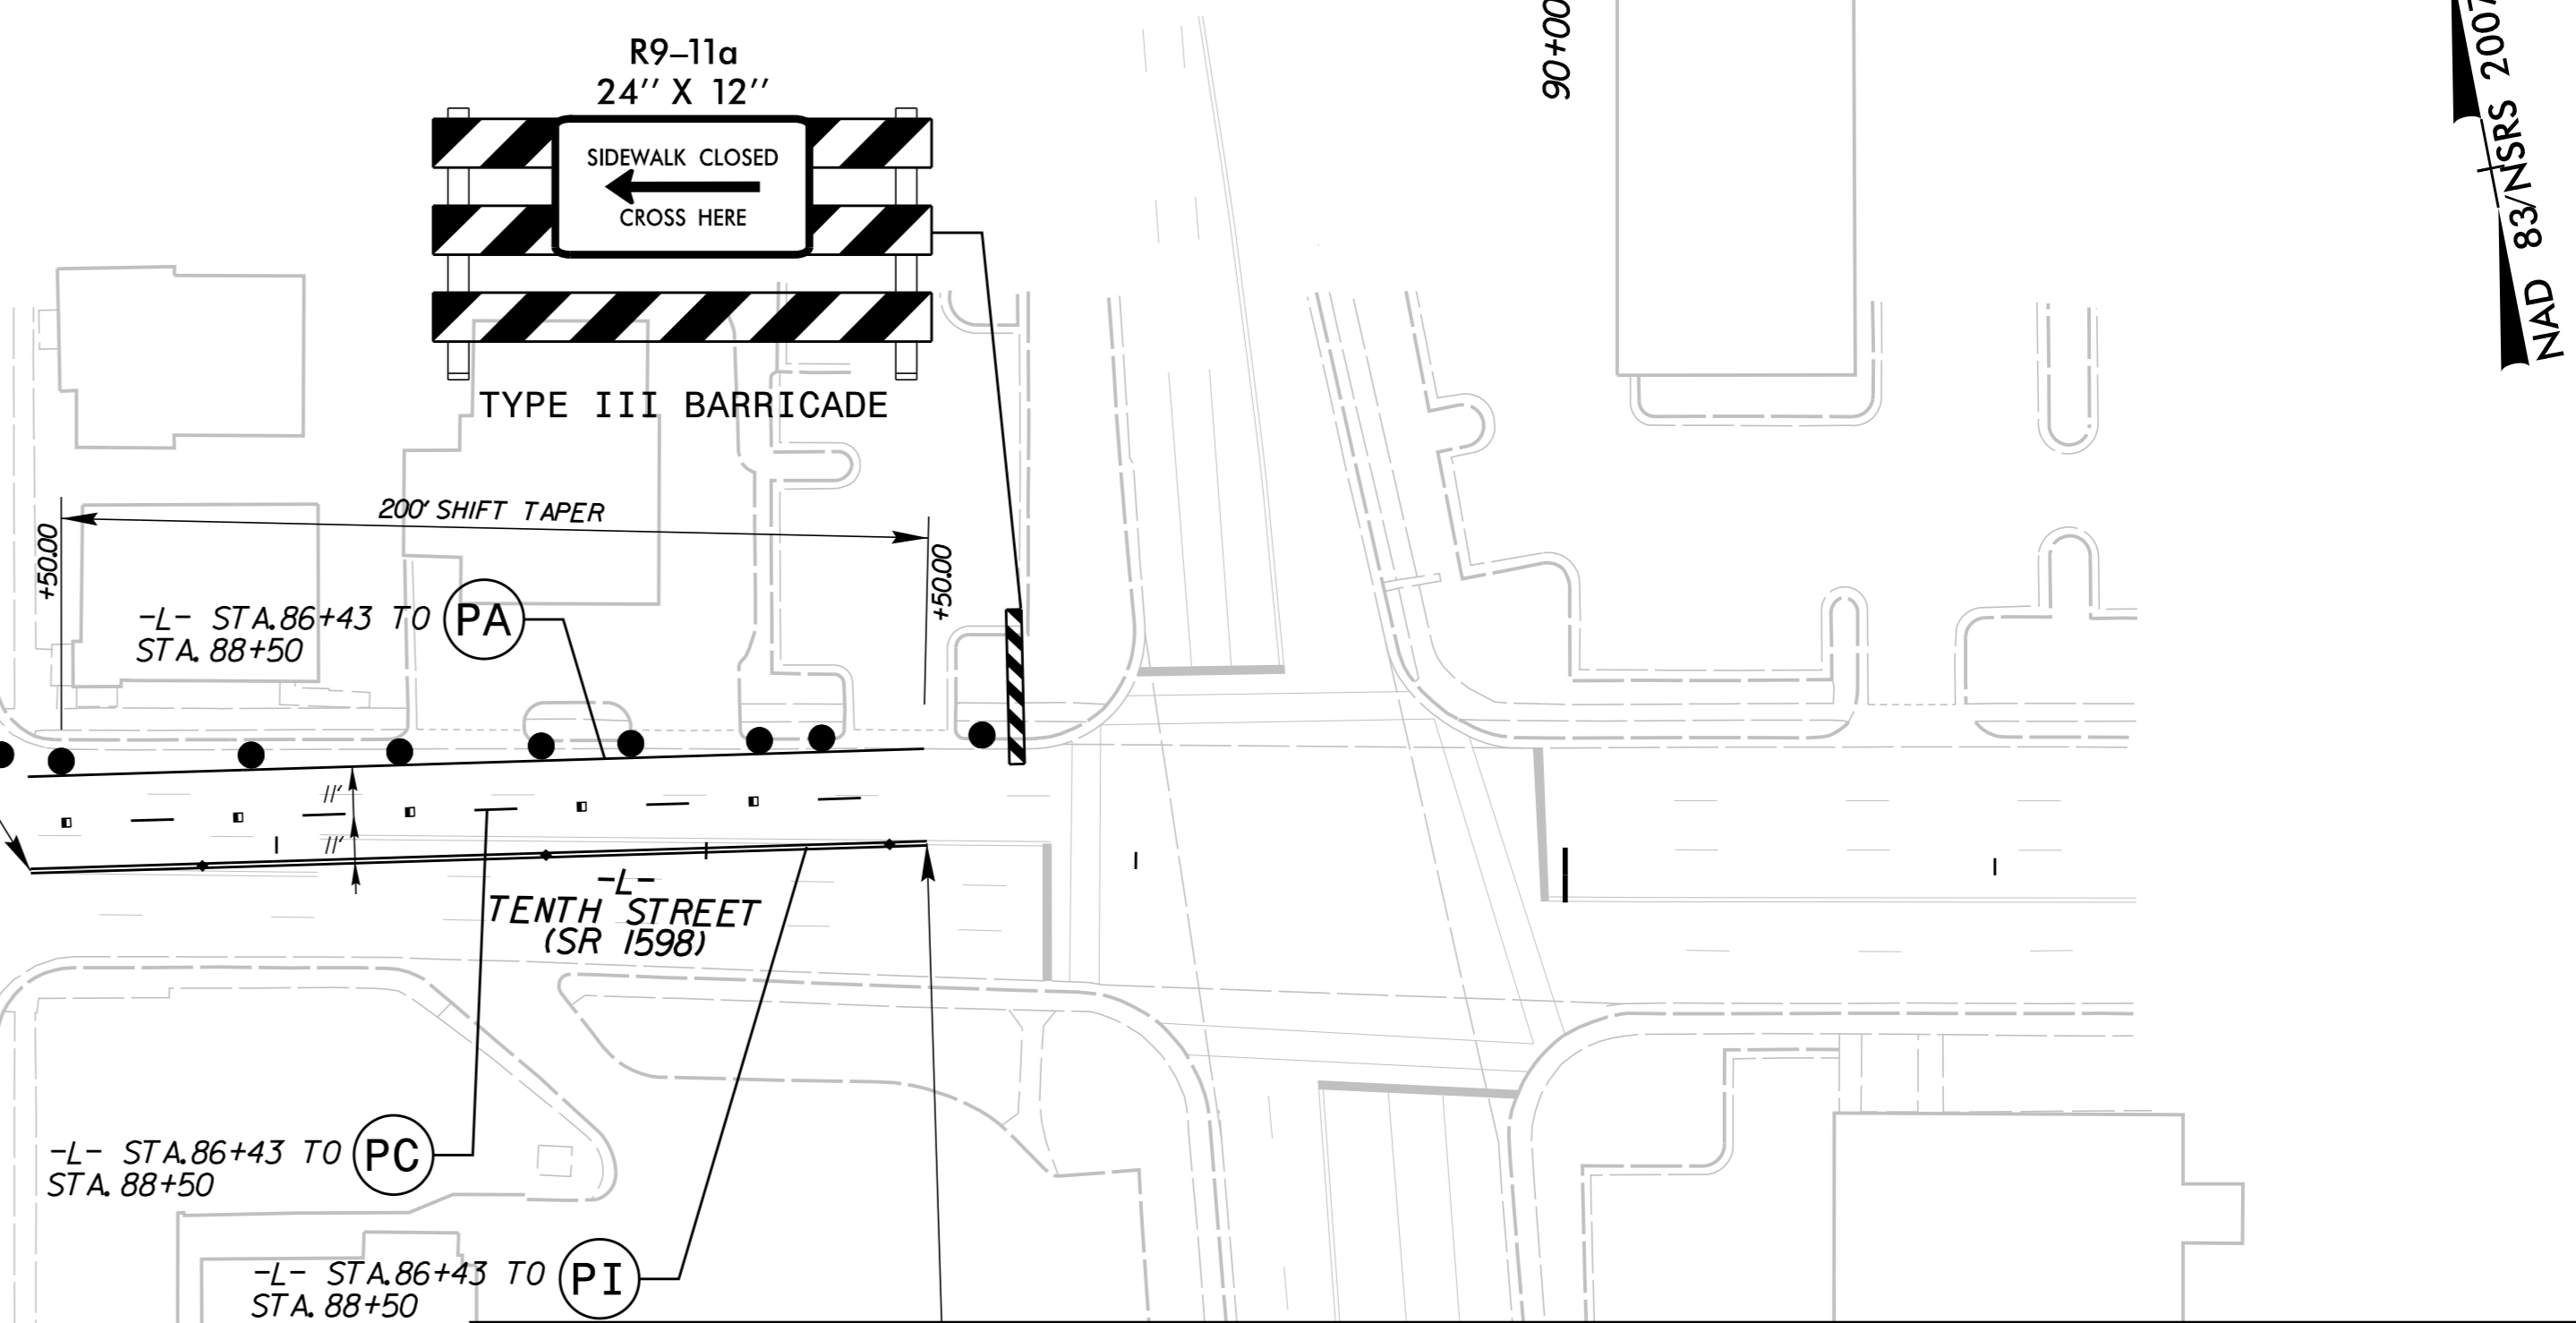 R9–11a
24'' X 12''
SIDEWALK CLOSED
CROSS HERE
TYPE III BARRICADE
90+00
NAD 83/NSRS 2007
200' SHIFT TAPER
+50.00
+50.00
-L- STA.86+43 TO
STA. 88+50
PA
11'
11'
-L-
TENTH STREET
(SR 1598)
-L- STA.86+43 TO
STA. 88+50
PC
-L- STA.86+43 TO
STA. 88+50
PI